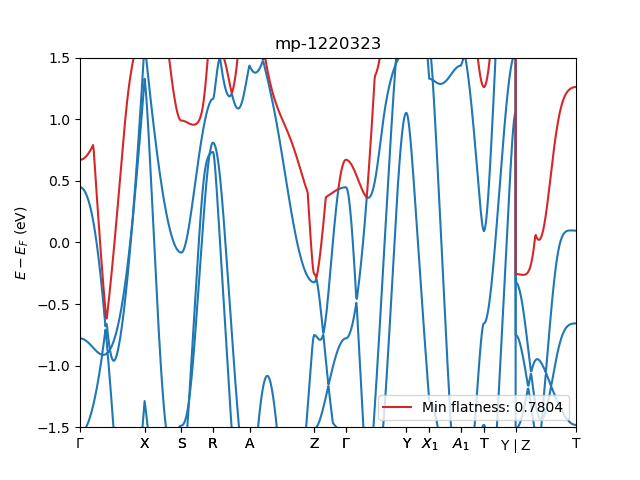 mp-1220323
E − E_F (eV)
1.5
1.0
0.5
0.0
−0.5
−1.0
−1.5
Min flatness: 0.7804
Γ X S R A Z Γ Y X₁ A₁ T Y | Z T